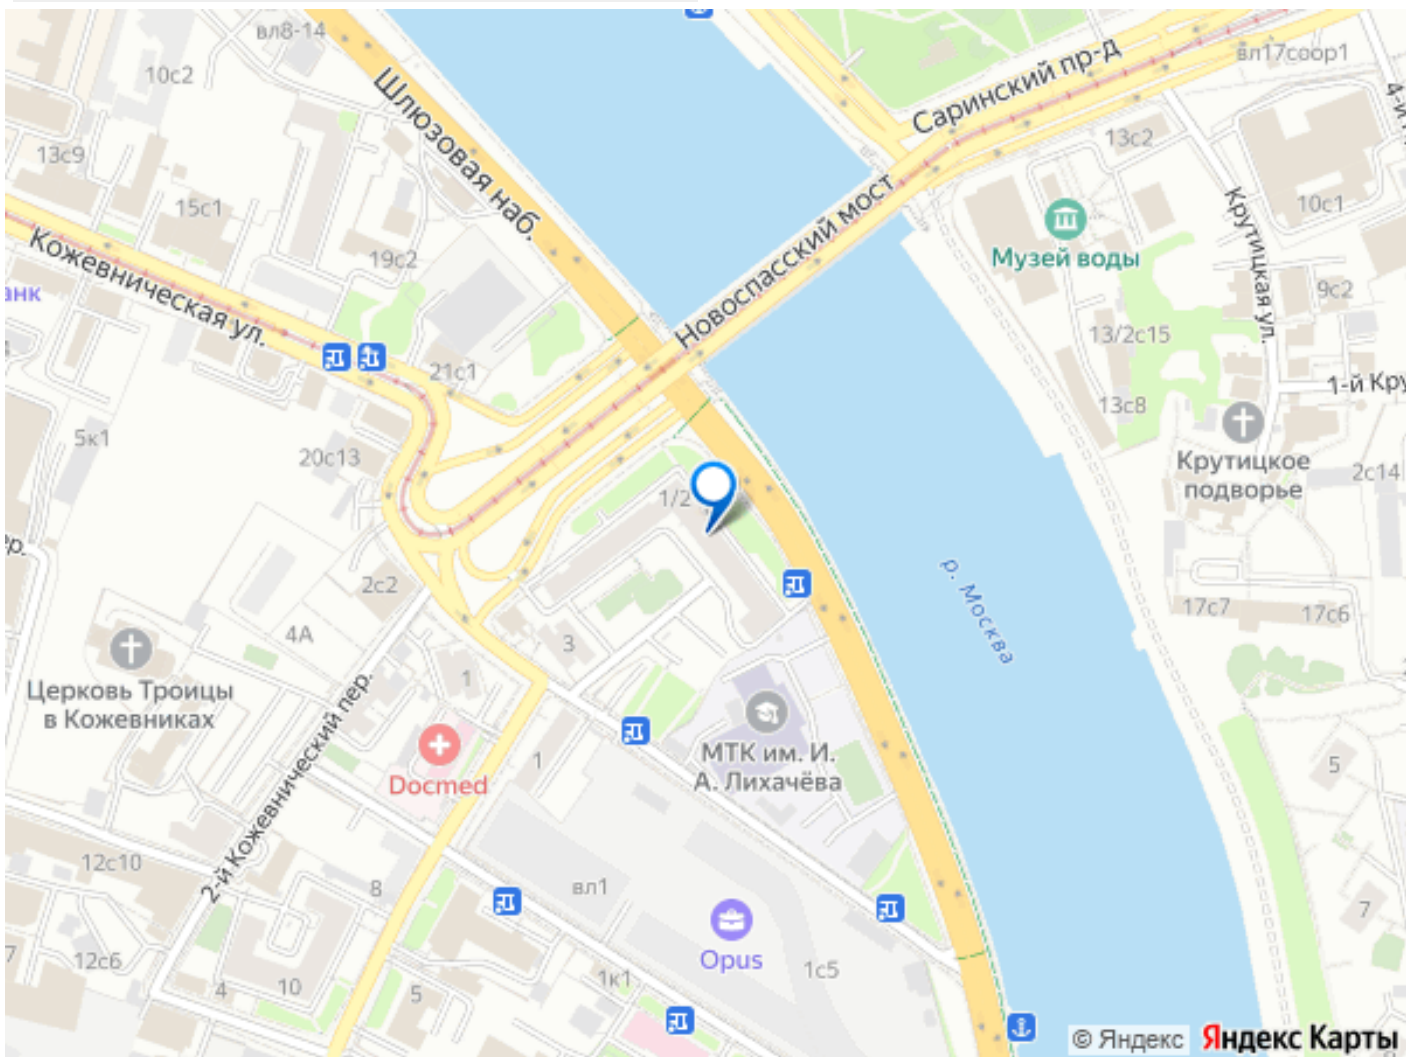 вл8-14
10с2
Шлюзовая наб.
Саринский пр-д
вл17соор1
13с9
13с2
15с1
10с1
Новоспасский мост
Крутицкая ул.
Музей воды
19с2
Кожевническая ул.
анк
9с2
13/2с15
21с1
1-й Кру
13с8
5к1
20с13
Крутицкое
подворье
2с14
1/2
р. Москва
2с2
17с7
17с6
4А
3
Церковь Троицы
в Кожевниках
1
2-й Кожевнический пер.
МТК им. И.
А. Лихачёва
Docmed
1
5
12с10
8
вл1
7
Opus
12с6
1с5
10
4
5
1к1
7
© Яндекс
Яндекс Карты